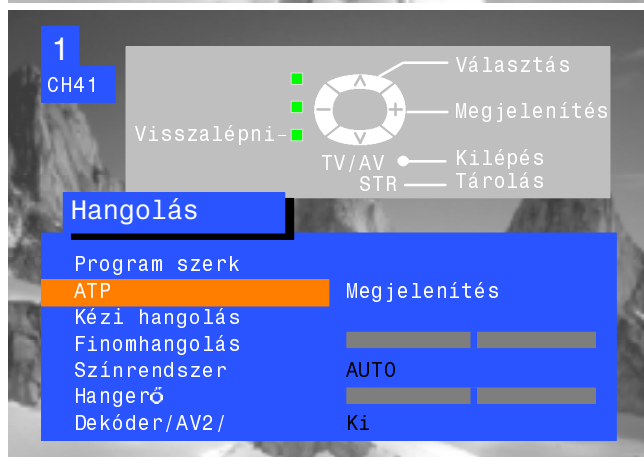 1
CH41
Választás
Megjelenítés
Visszalépni
TV/AV Kilépés
STR Tárolás
Hangolás
Program szerk
ATP Megjelenítés
Kézi hangolás
Finomhangolás
Színrendszer AUTO
Hangerő
Dekóder/AV2/ Ki